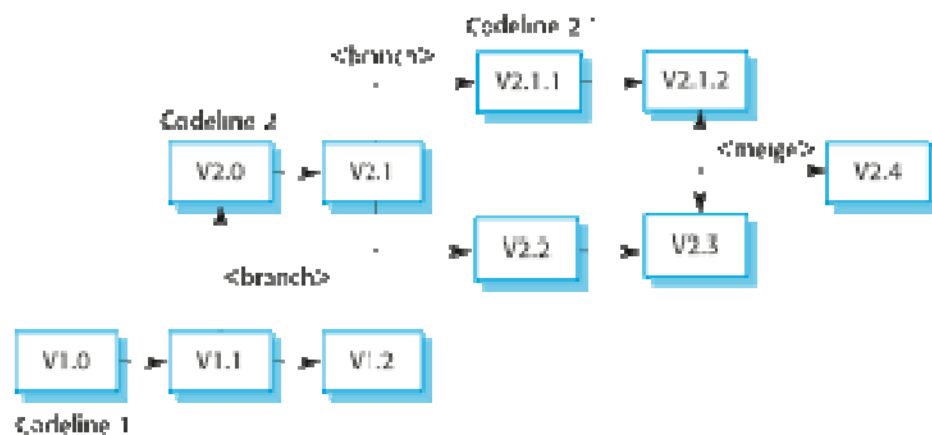 Codeline 2.1
<branch>
V2.1.1
V2.1.2
Codeline 2
<merge>
V2.0
V2.1
V2.4
V2.2
V2.3
<branch>
V1.0
V1.1
V1.2
Codeline 1